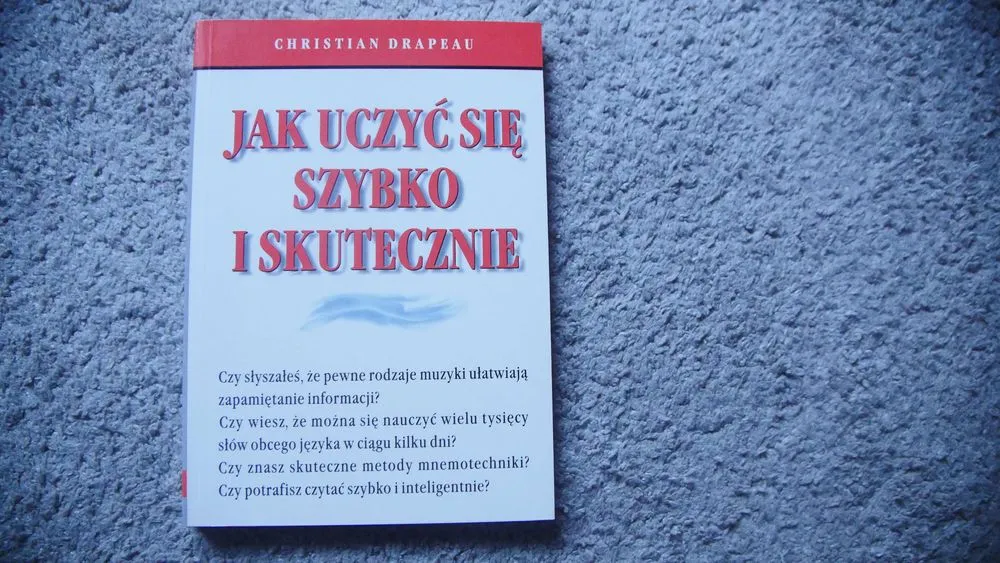 CHRISTIAN DRAPEAU
JAK UCZYĆ SIĘ
SZYBKO
I SKUTECZNIE
Czy słyszałeś, że pewne rodzaje muzyki ułatwiają
zapamiętanie informacji?
Czy wiesz, że można się nauczyć wielu tysięcy
słów obcego języka w ciągu kilku dni?
Czy znasz skuteczne metody mnemotechniki?
Czy potrafisz czytać szybko i inteligentnie?